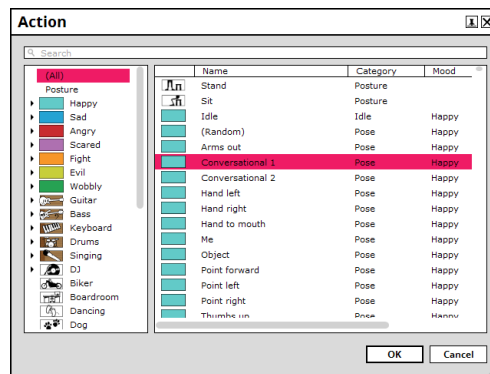 Action
Search
(All)
Posture
Happy
Sad
Angry
Scared
Fight
Evil
Wobbly
Guitar
Bass
Keyboard
Drums
Singing
DJ
Biker
Boardroom
Dancing
Dog
Name Category Mood
Stand Posture
Sit Posture
Idle Idle Happy
(Random) Pose Happy
Arms out Pose Happy
Conversational 1 Pose Happy
Conversational 2 Pose Happy
Hand left Pose Happy
Hand right Pose Happy
Hand to mouth Pose Happy
Me Pose Happy
Object Pose Happy
Point forward Pose Happy
Point left Pose Happy
Point right Pose Happy
Thumbs up Pose Happy
OK Cancel